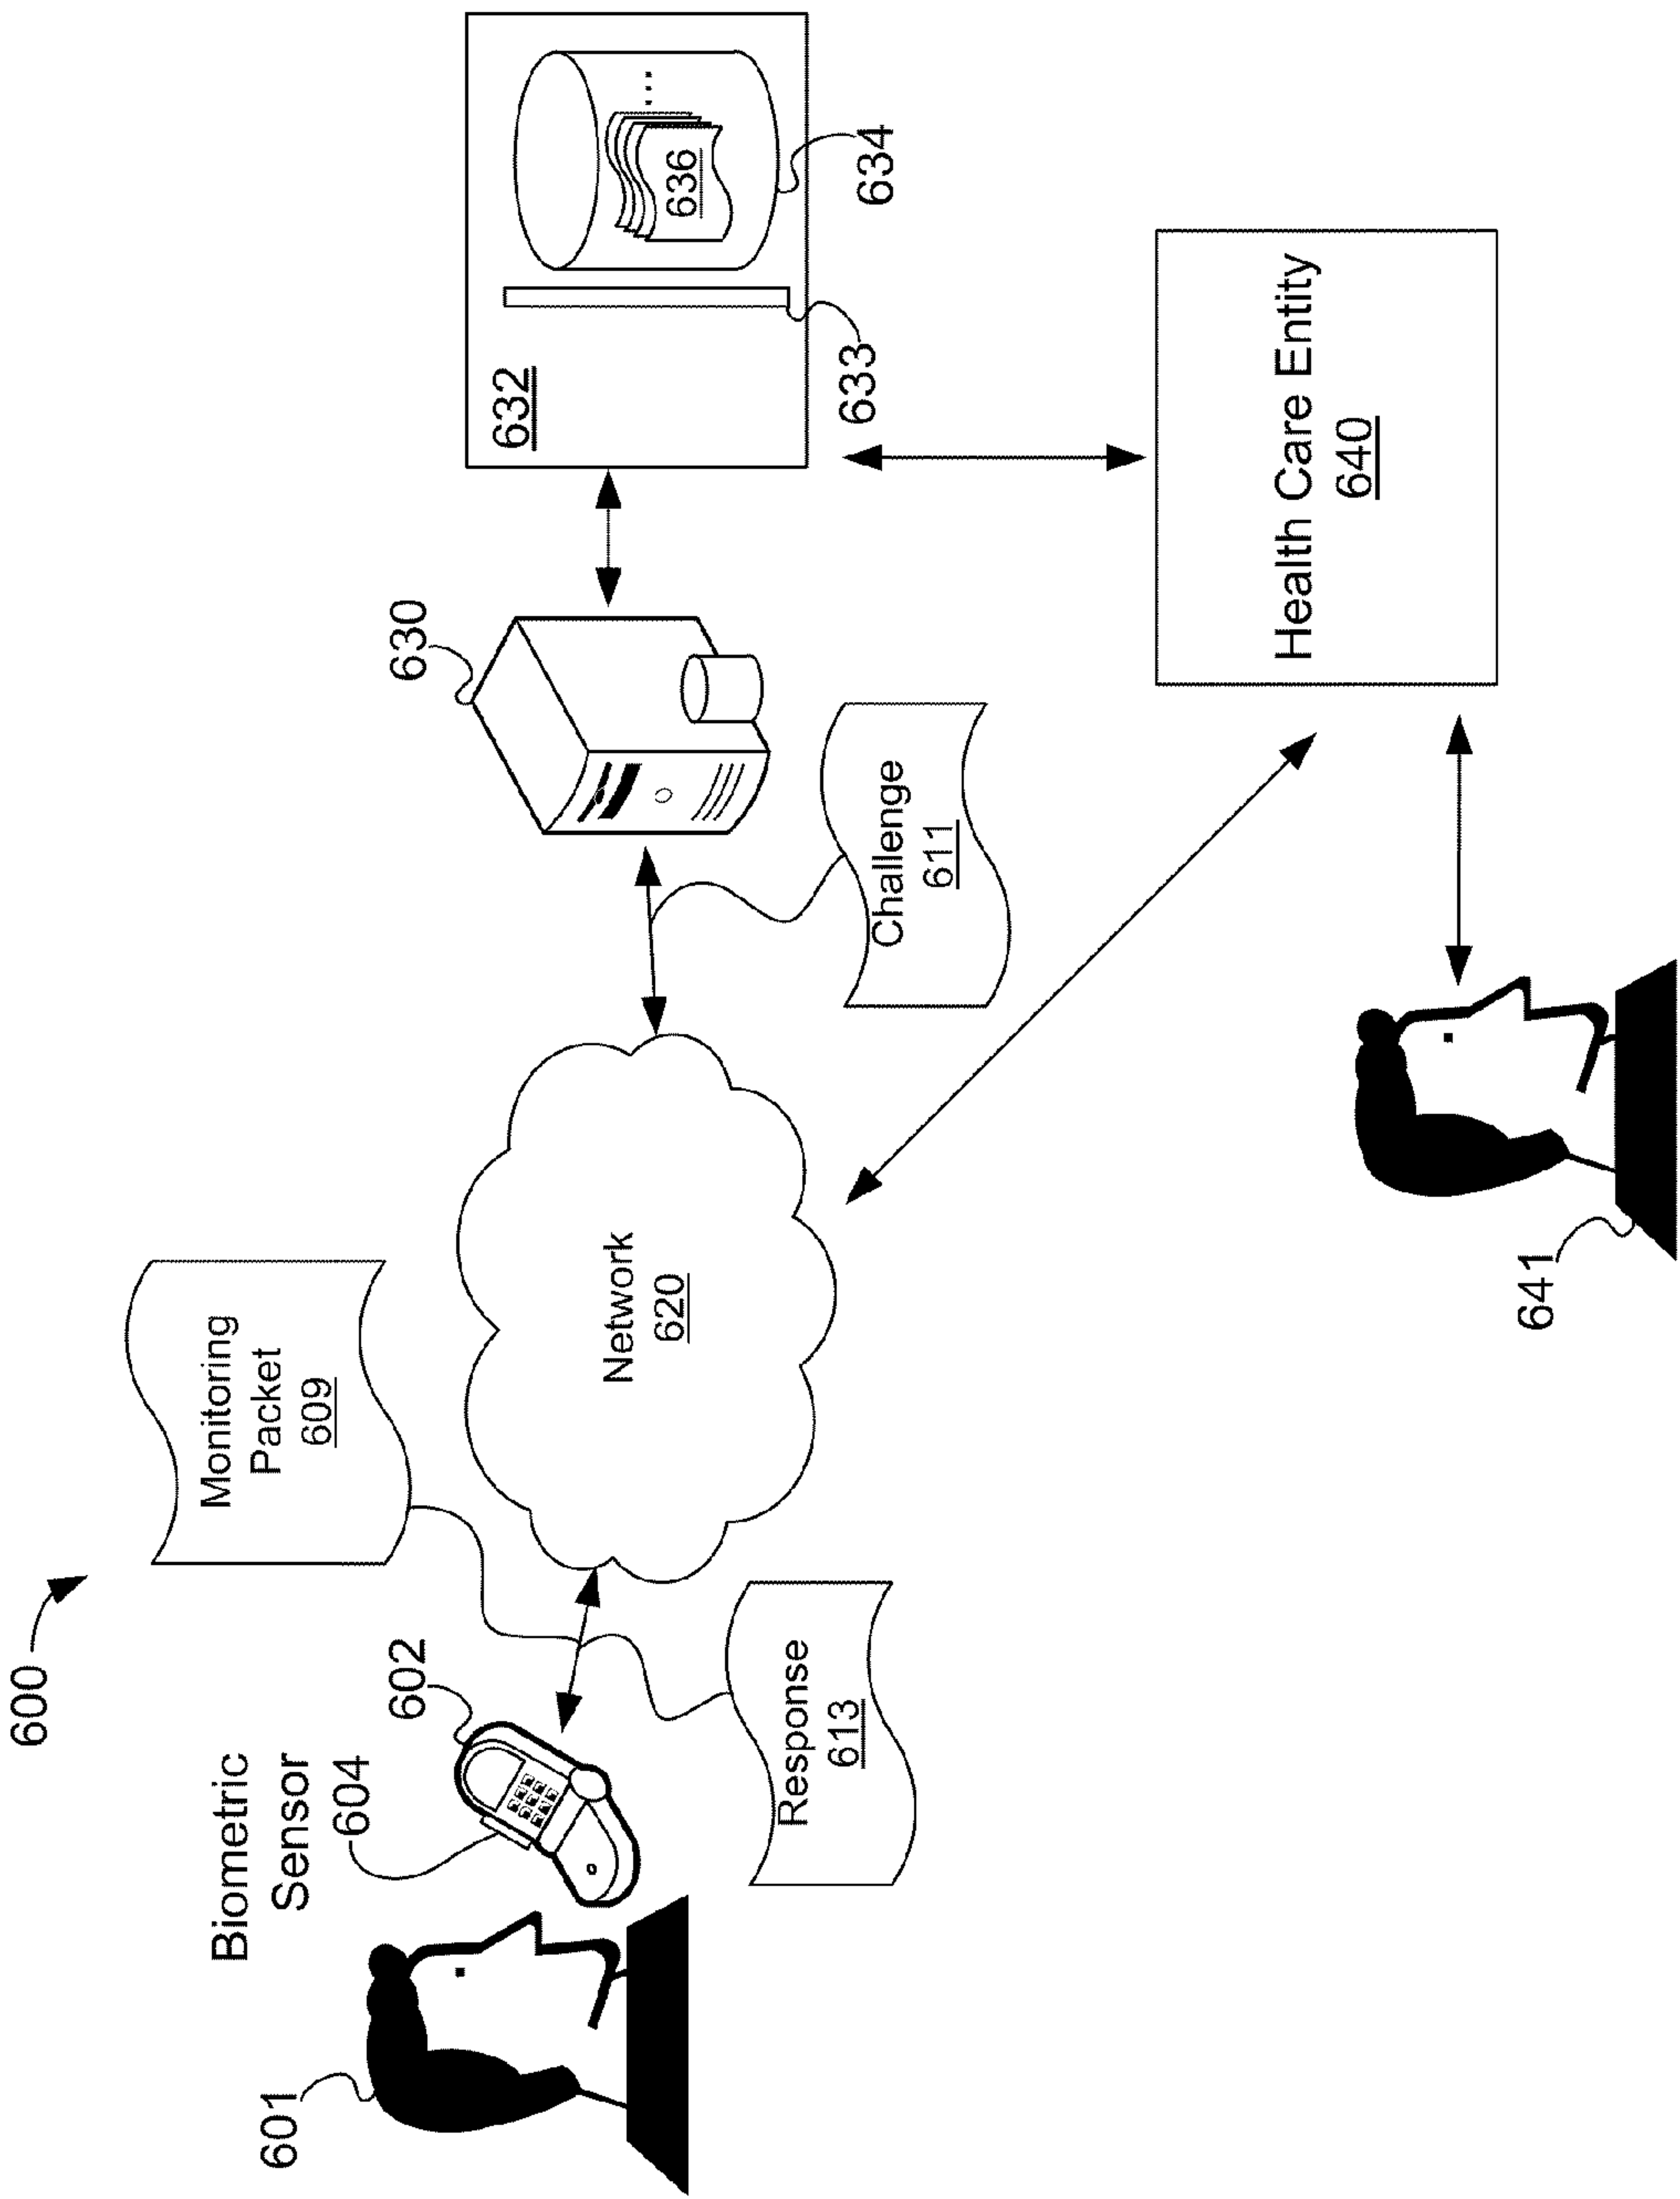 600
Monitoring
Packet
609
Biometric
Sensor
604
602
601
630
632
636
...
634
633
Network
620
Challenge
611
Response
613
Health Care Entity
640
641